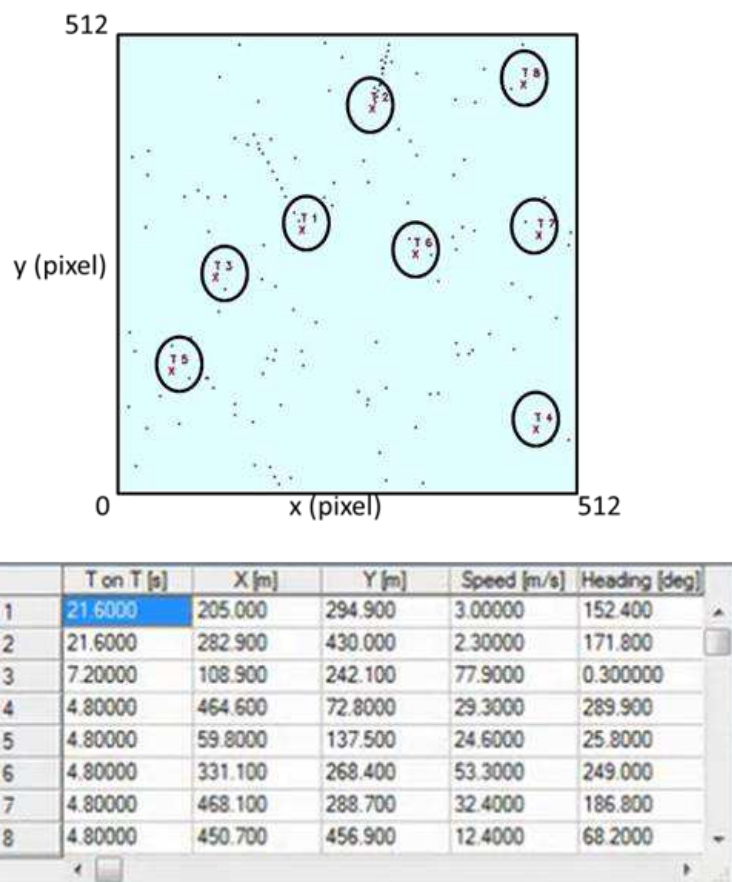 512
T 8
X
T 2
X
T 1
X
T 7
X
T 6
X
y (pixel)
T 3
X
T 5
X
T 4
X
0 x (pixel) 512
T on T [s] X [m] Y [m] Speed [m/s] Heading [deg]
1 21.6000 205.000 294.900 3.00000 152.400
2 21.6000 282.900 430.000 2.30000 171.800
3 7.20000 108.900 242.100 77.9000 0.300000
4 4.80000 464.600 72.8000 29.3000 289.900
5 4.80000 59.8000 137.500 24.6000 25.8000
6 4.80000 331.100 268.400 53.3000 249.000
7 4.80000 468.100 288.700 32.4000 186.800
8 4.80000 450.700 456.900 12.4000 68.2000